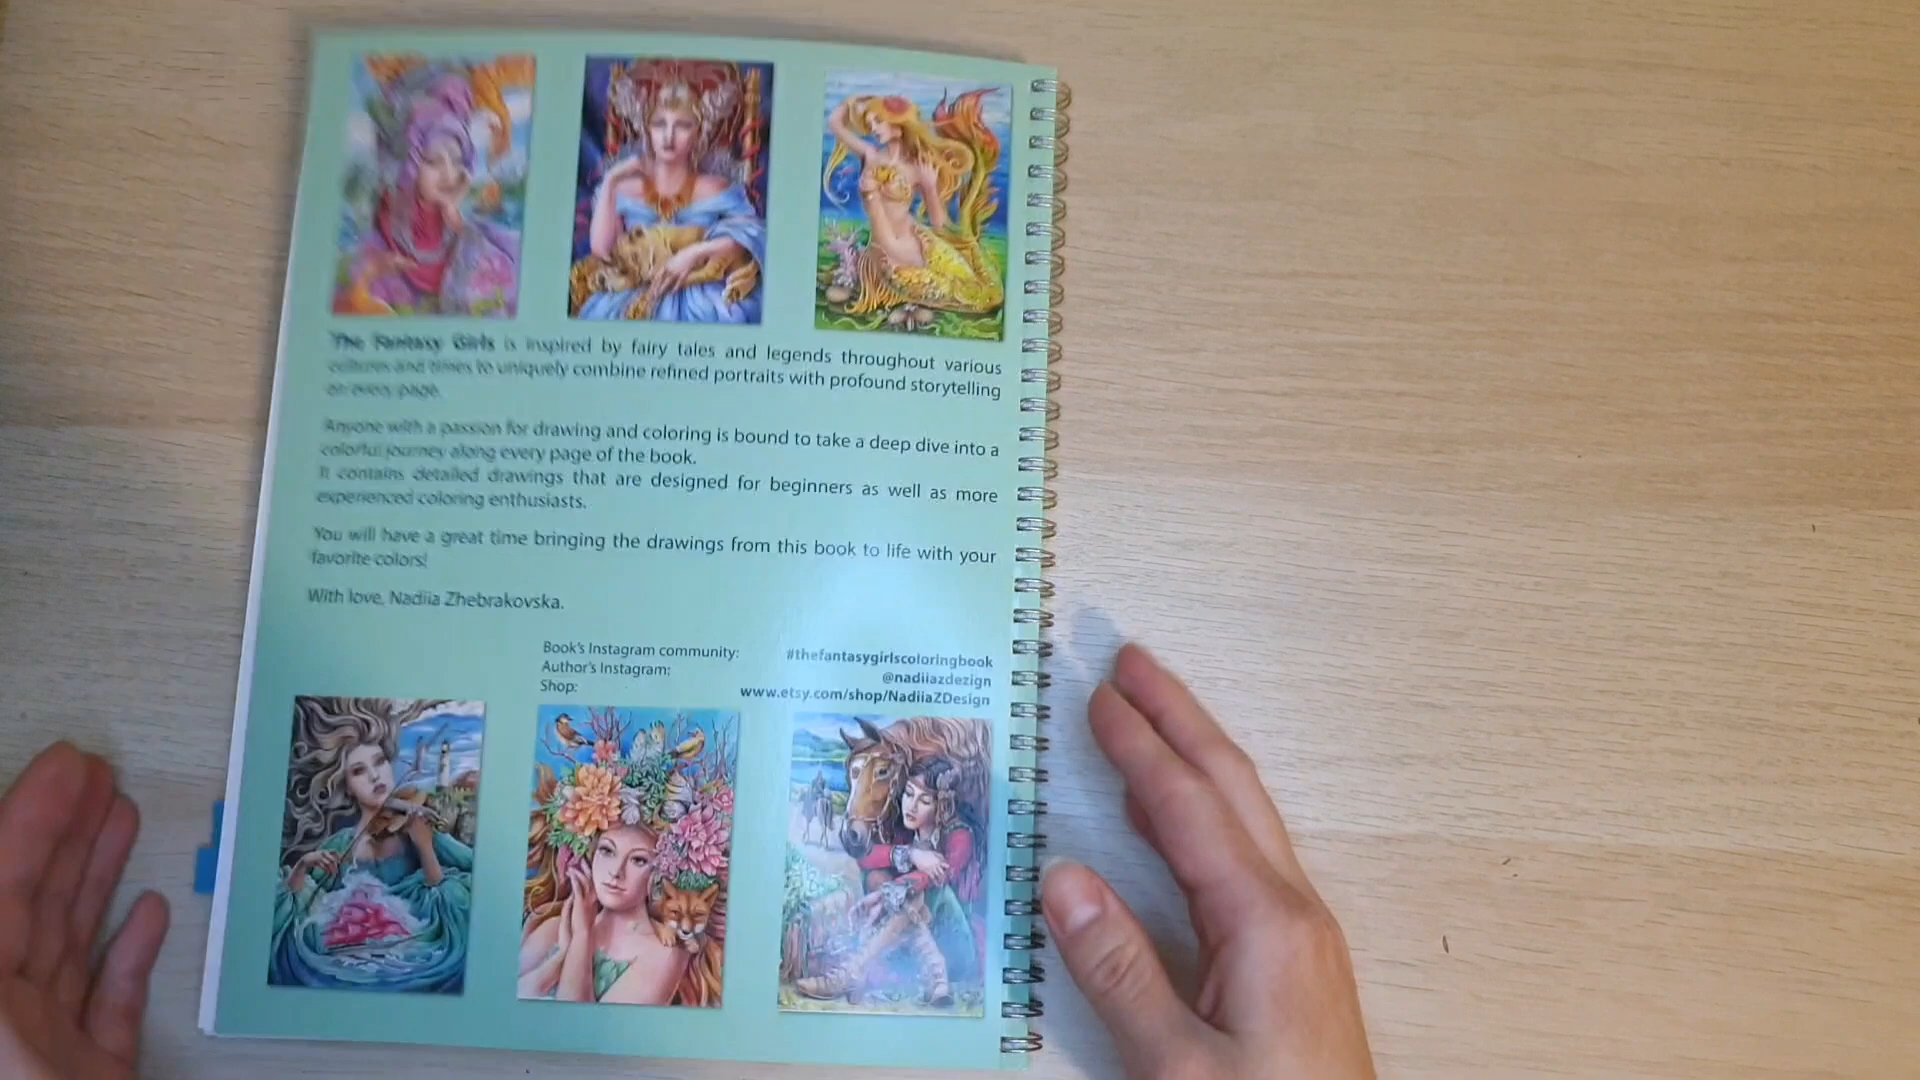 The Fantasy Girls is inspired by fairy tales and legends throughout various
cultures and times to uniquely combine refined portraits with profound storytelling
on every page.
Anyone with a passion for drawing and coloring is bound to take a deep dive into a
colorful journey along every page of the book.
It contains detailed drawings that are designed for beginners as well as more
experienced coloring enthusiasts.
You will have a great time bringing the drawings from this book to life with your
favorite colors!
With love, Nadiia Zhebrakovska.
Book's Instagram community: #thefantasygirlscoloringbook
Author's Instagram: @nadiiazdezign
Shop: www.etsy.com/shop/NadiiaZDesign